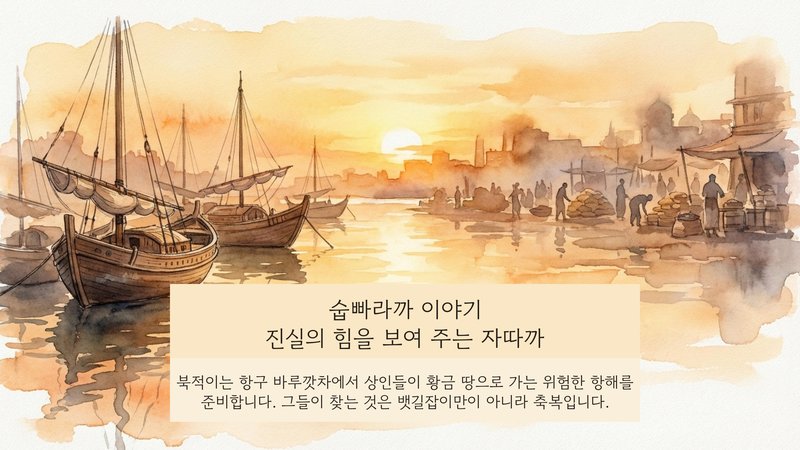 숩빠라까 이야기
진실의 힘을 보여 주는 자따까
북적이는 항구 바루깟차에서 상인들이 황금 땅으로 가는 위험한 항해를
준비합니다. 그들이 찾는 것은 뱃길잡이만이 아니라 축복입니다.